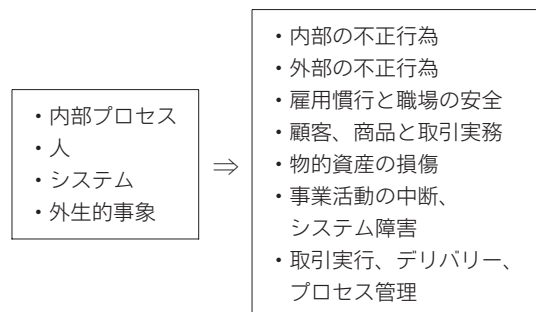 ・内部プロセス
・人
・システム
・外生的事象
⇒
・内部の不正行為
・外部の不正行為
・雇用慣行と職場の安全
・顧客、商品と取引実務
・物的資産の損傷
・事業活動の中断、
システム障害
・取引実行、デリバリー、
プロセス管理